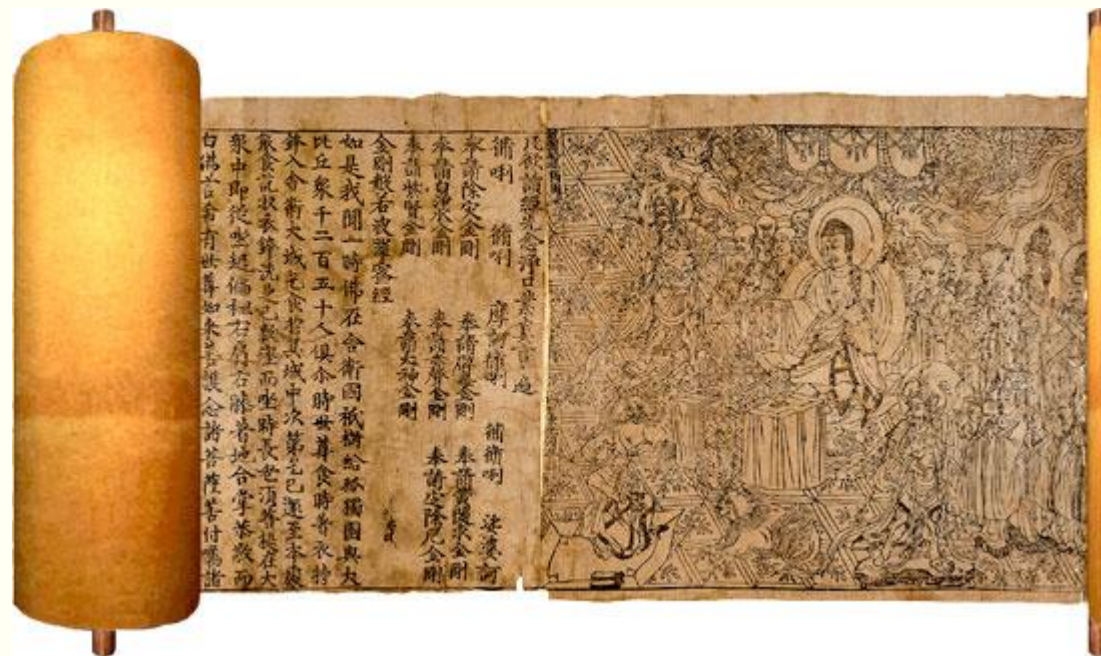 凡欲讀經先念淨口業真言一遍
脩唎 脩唎 摩訶脩唎 脩脩唎 娑婆訶
奉請除灾金剛 奉請辟毒金剛 奉請黄隨求金剛
奉請白淨水金剛 奉請赤聲金剛 奉請定除厄金剛
奉請紫賢金剛 奉請大神金剛
金剛般若波羅蜜經
如是我聞一時佛在舍衛國祇樹給孤獨園與大
比丘衆千二百五十人俱尒時世尊食時著衣持
鉢入舍衛大城乞食於其城中次第乞已還至本處
飯食訖收衣鉢洗足已敷座而坐時長老須菩提在大
衆中即從座起偏袒右肩右膝著地合掌恭敬而
白佛言希有世尊如來善護念諸菩薩善付囑諸